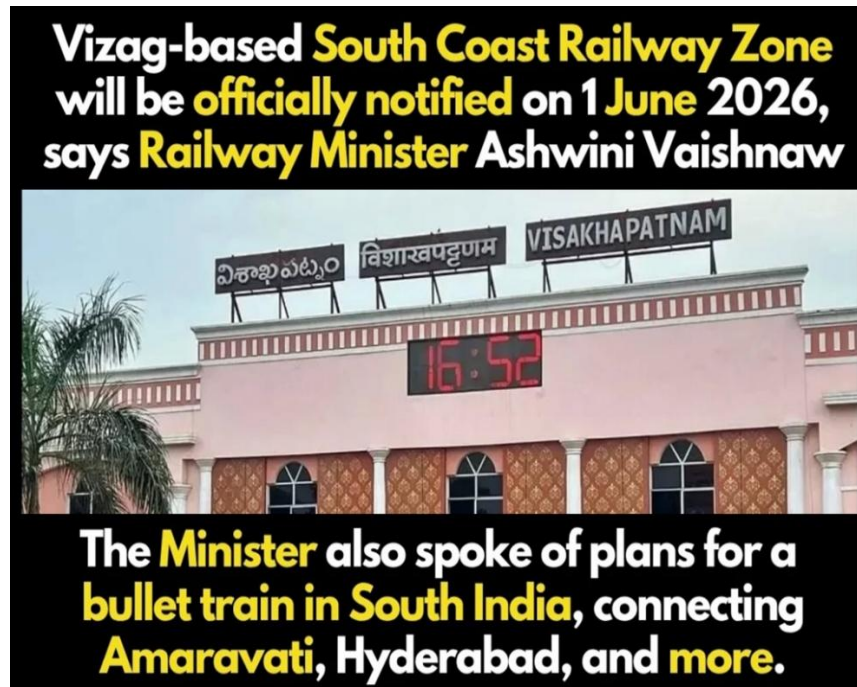 Vizag-based South Coast Railway Zone
will be officially notified on 1 June 2026,
says Railway Minister Ashwini Vaishnaw
విశాఖపట్నం विशाखपट्टणम VISAKHAPATNAM
16:52
The Minister also spoke of plans for a
bullet train in South India, connecting
Amaravati, Hyderabad, and more.